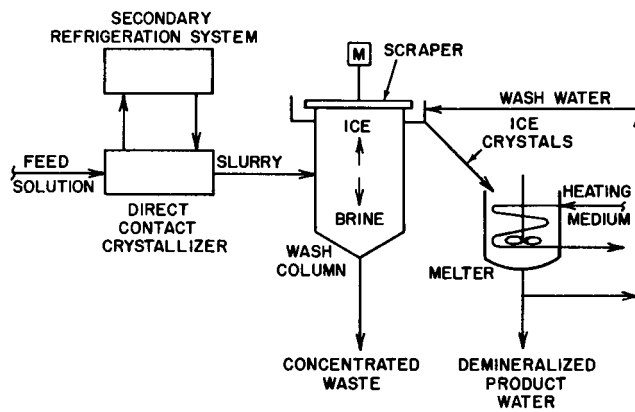 SECONDARY
REFRIGERATION SYSTEM
M
SCRAPER
WASH WATER
ICE
ICE
CRYSTALS
FEED
SOLUTION
SLURRY
HEATING
MEDIUM
DIRECT
CONTACT
CRYSTALLIZER
BRINE
WASH
COLUMN
MELTER
CONCENTRATED
WASTE
DEMINERALIZED
PRODUCT
WATER